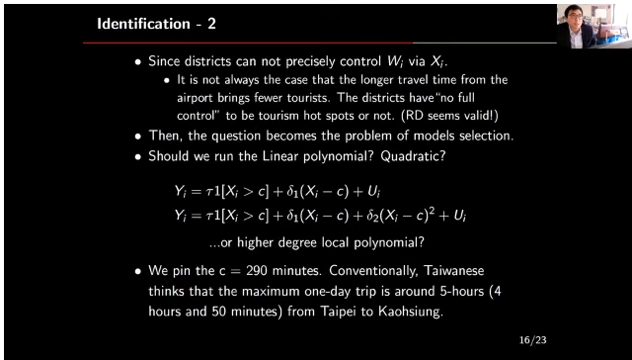 Identification - 2
• Since districts can not precisely control Wᵢ via Xᵢ.
• It is not always the case that the longer travel time from the
airport brings fewer tourists. The districts have“no full
control” to be tourism hot spots or not. (RD seems valid!)
• Then, the question becomes the problem of models selection.
• Should we run the Linear polynomial? Quadratic?
Yᵢ = τ1[Xᵢ > c] + δ₁(Xᵢ − c) + Uᵢ
Yᵢ = τ1[Xᵢ > c] + δ₁(Xᵢ − c) + δ₂(Xᵢ − c)² + Uᵢ
...or higher degree local polynomial?
• We pin the c = 290 minutes. Conventionally, Taiwanese
thinks that the maximum one-day trip is around 5-hours (4
hours and 50 minutes) from Taipei to Kaohsiung.
16/23